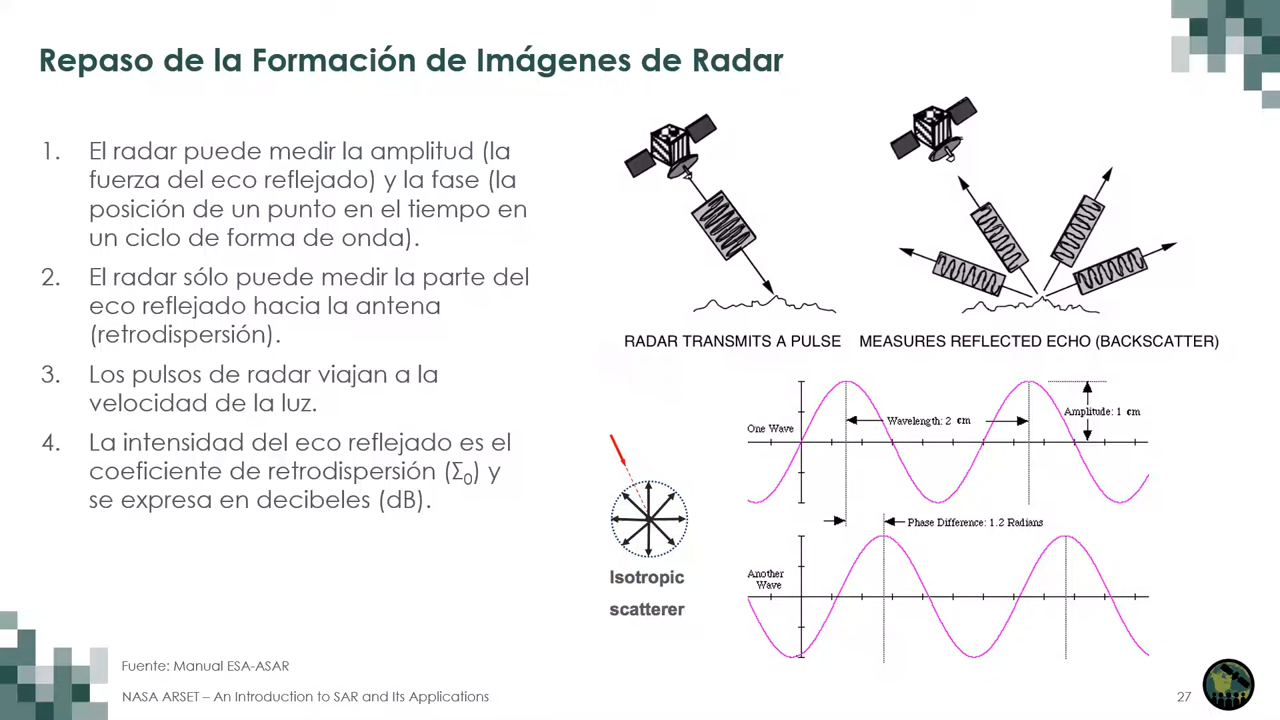 Repaso de la Formación de Imágenes de Radar
1. El radar puede medir la amplitud (la
fuerza del eco reflejado) y la fase (la
posición de un punto en el tiempo en
un ciclo de forma de onda).
2. El radar sólo puede medir la parte del
eco reflejado hacia la antena
(retrodispersión).
3. Los pulsos de radar viajan a la
velocidad de la luz.
4. La intensidad del eco reflejado es el
coeficiente de retrodispersión (Σ₀) y
se expresa en decibeles (dB).
RADAR TRANSMITS A PULSE
MEASURES REFLECTED ECHO (BACKSCATTER)
Isotropic
scatterer
One Wave
Wavelength: 2 cm
Amplitude: 1 cm
Phase Difference: 1.2 Radians
Another
Wave
Fuente: Manual ESA-ASAR
NASA ARSET – An Introduction to SAR and Its Applications
27